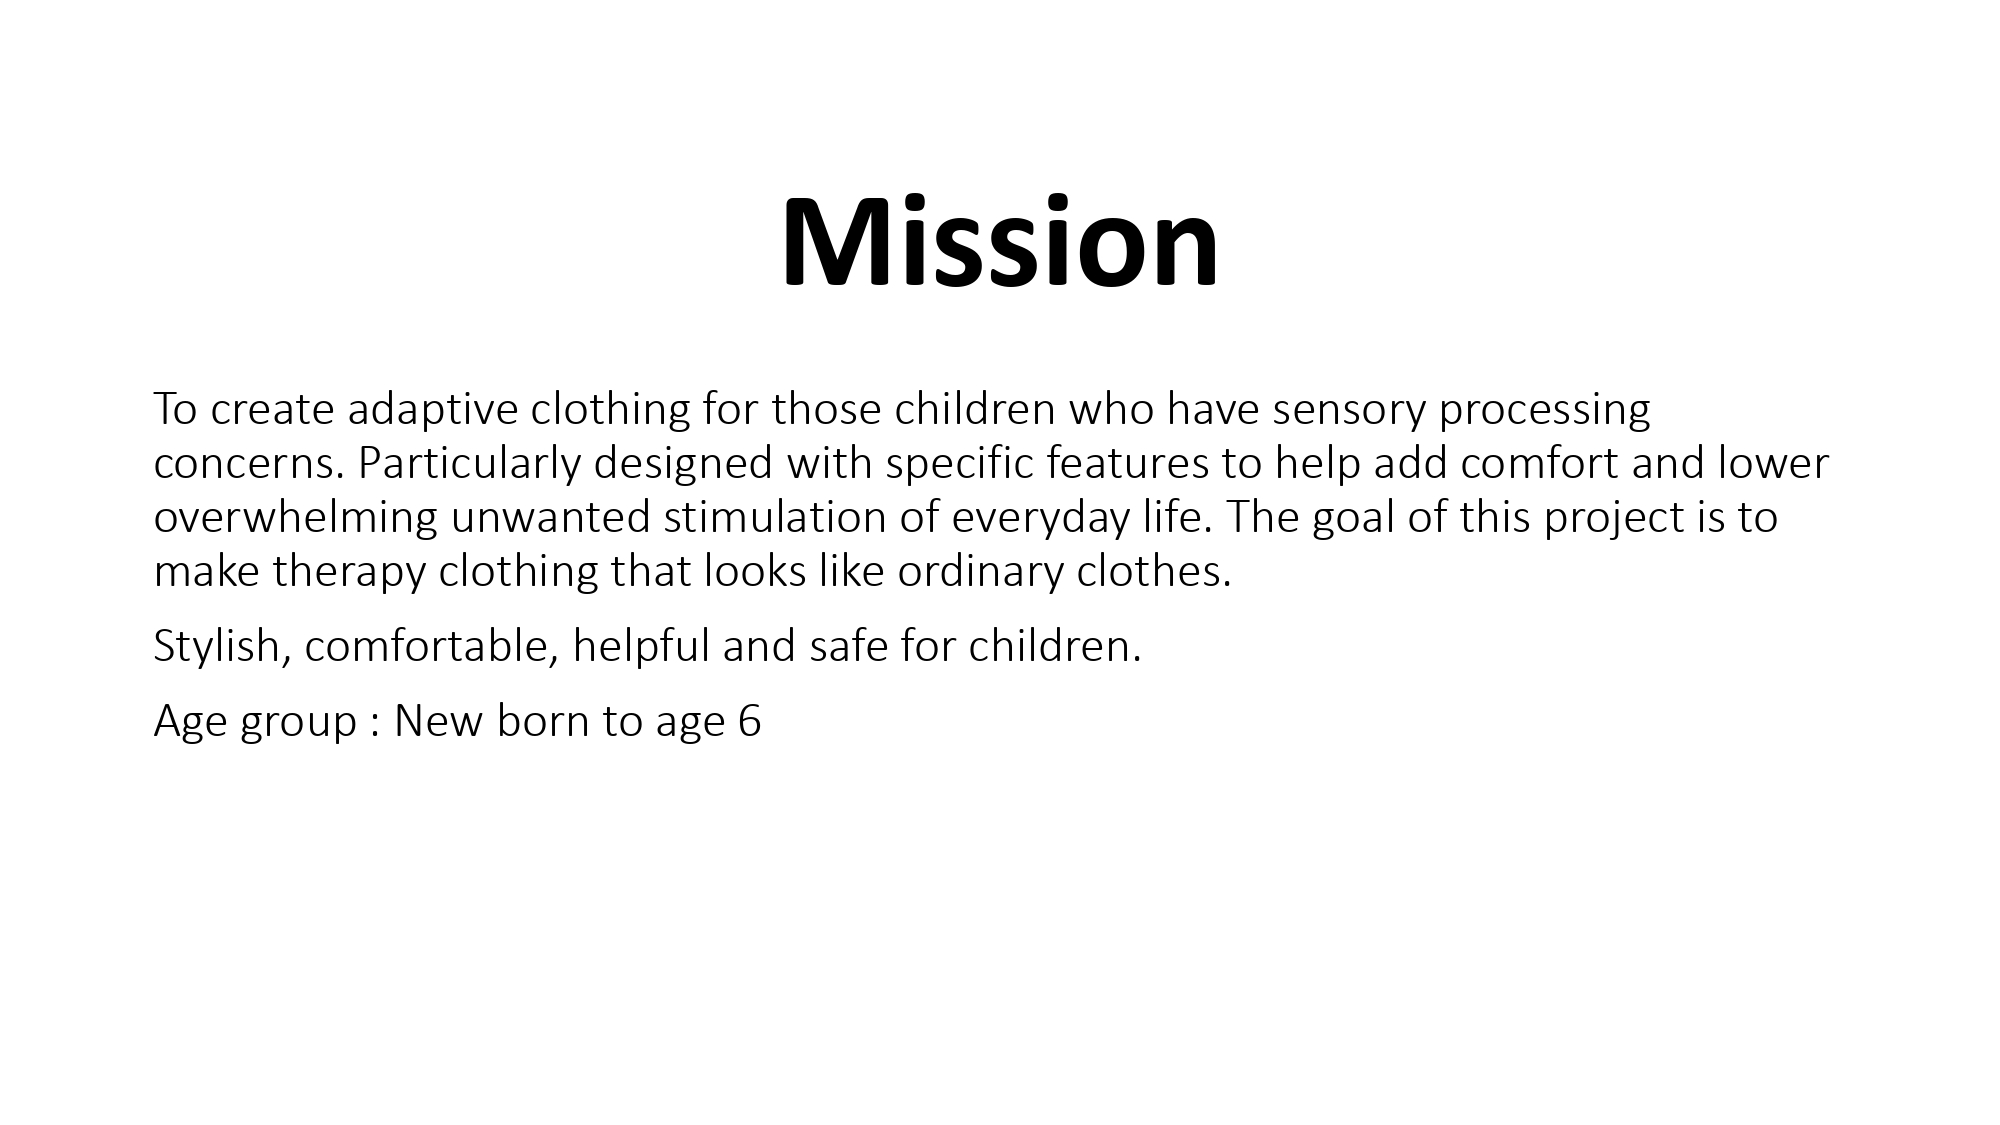 Mission
To create adaptive clothing for those children who have sensory processing
concerns. Particularly designed with specific features to help add comfort and lower
overwhelming unwanted stimulation of everyday life. The goal of this project is to
make therapy clothing that looks like ordinary clothes.
Stylish, comfortable, helpful and safe for children.
Age group : New born to age 6